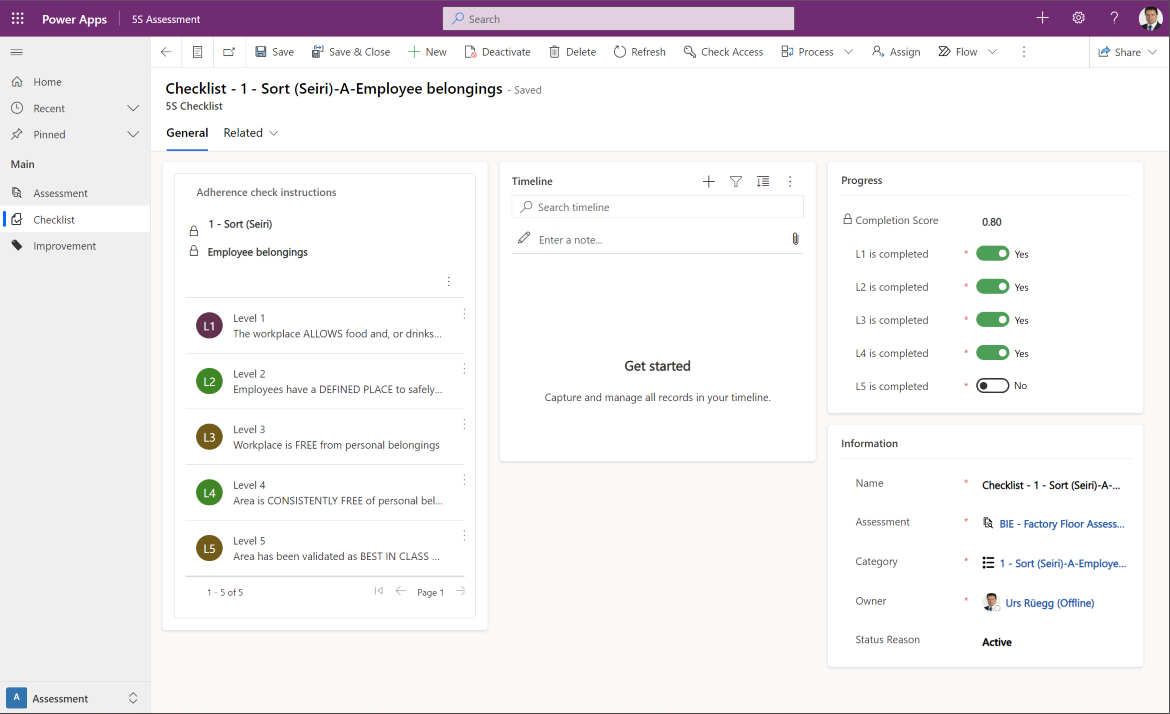 Power Apps
5S Assessment
Search
Save
Save & Close
New
Deactivate
Delete
Refresh
Check Access
Process
Assign
Flow
Share
Home
Recent
Pinned
Main
Assessment
Checklist
Improvement
A
Assessment
Checklist - 1 - Sort (Seiri)-A-Employee belongings - Saved
5S Checklist
General
Related
Adherence check instructions
1 - Sort (Seiri)
Employee belongings
L1
Level 1
The workplace ALLOWS food and, or drinks...
L2
Level 2
Employees have a DEFINED PLACE to safely...
L3
Level 3
Workplace is FREE from personal belongings
L4
Level 4
Area is CONSISTENTLY FREE of personal bel...
L5
Level 5
Area has been validated as BEST IN CLASS ...
1 - 5 of 5
Page 1
Timeline
Search timeline
Enter a note...
Get started
Capture and manage all records in your timeline.
Progress
Completion Score 0.80
L1 is completed * Yes
L2 is completed * Yes
L3 is completed * Yes
L4 is completed * Yes
L5 is completed * No
Information
Name * Checklist - 1 - Sort (Seiri)-A-...
Assessment * BIE - Factory Floor Assess...
Category * 1 - Sort (Seiri)-A-Employe...
Owner * Urs Rüegg (Offline)
Status Reason Active